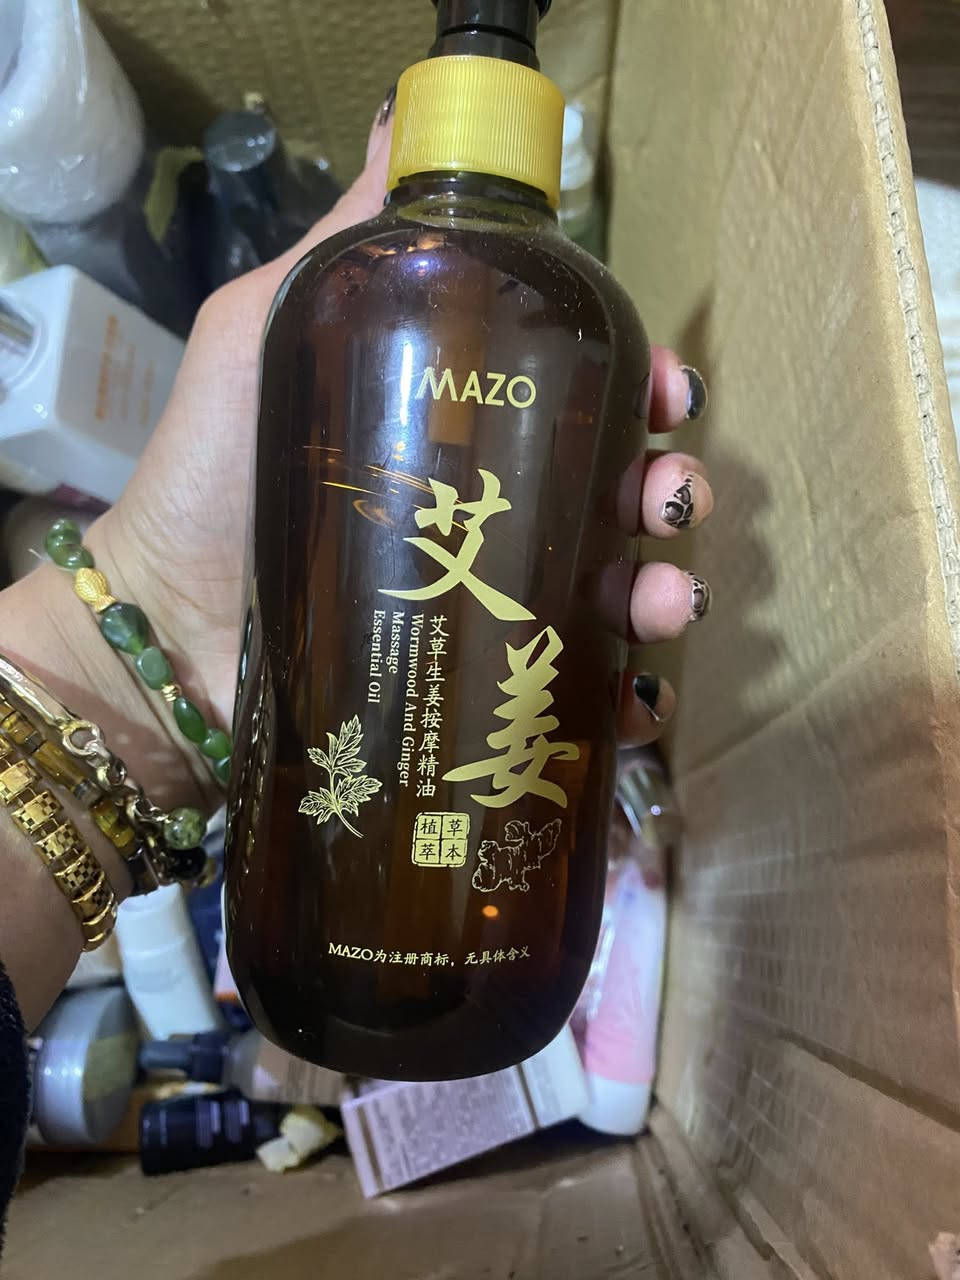 MAZO
艾姜
艾草生姜按摩精油
Wormwood And Ginger
Massage
Essential Oil
草本
植萃
MAZO为注册商标，无具体含义